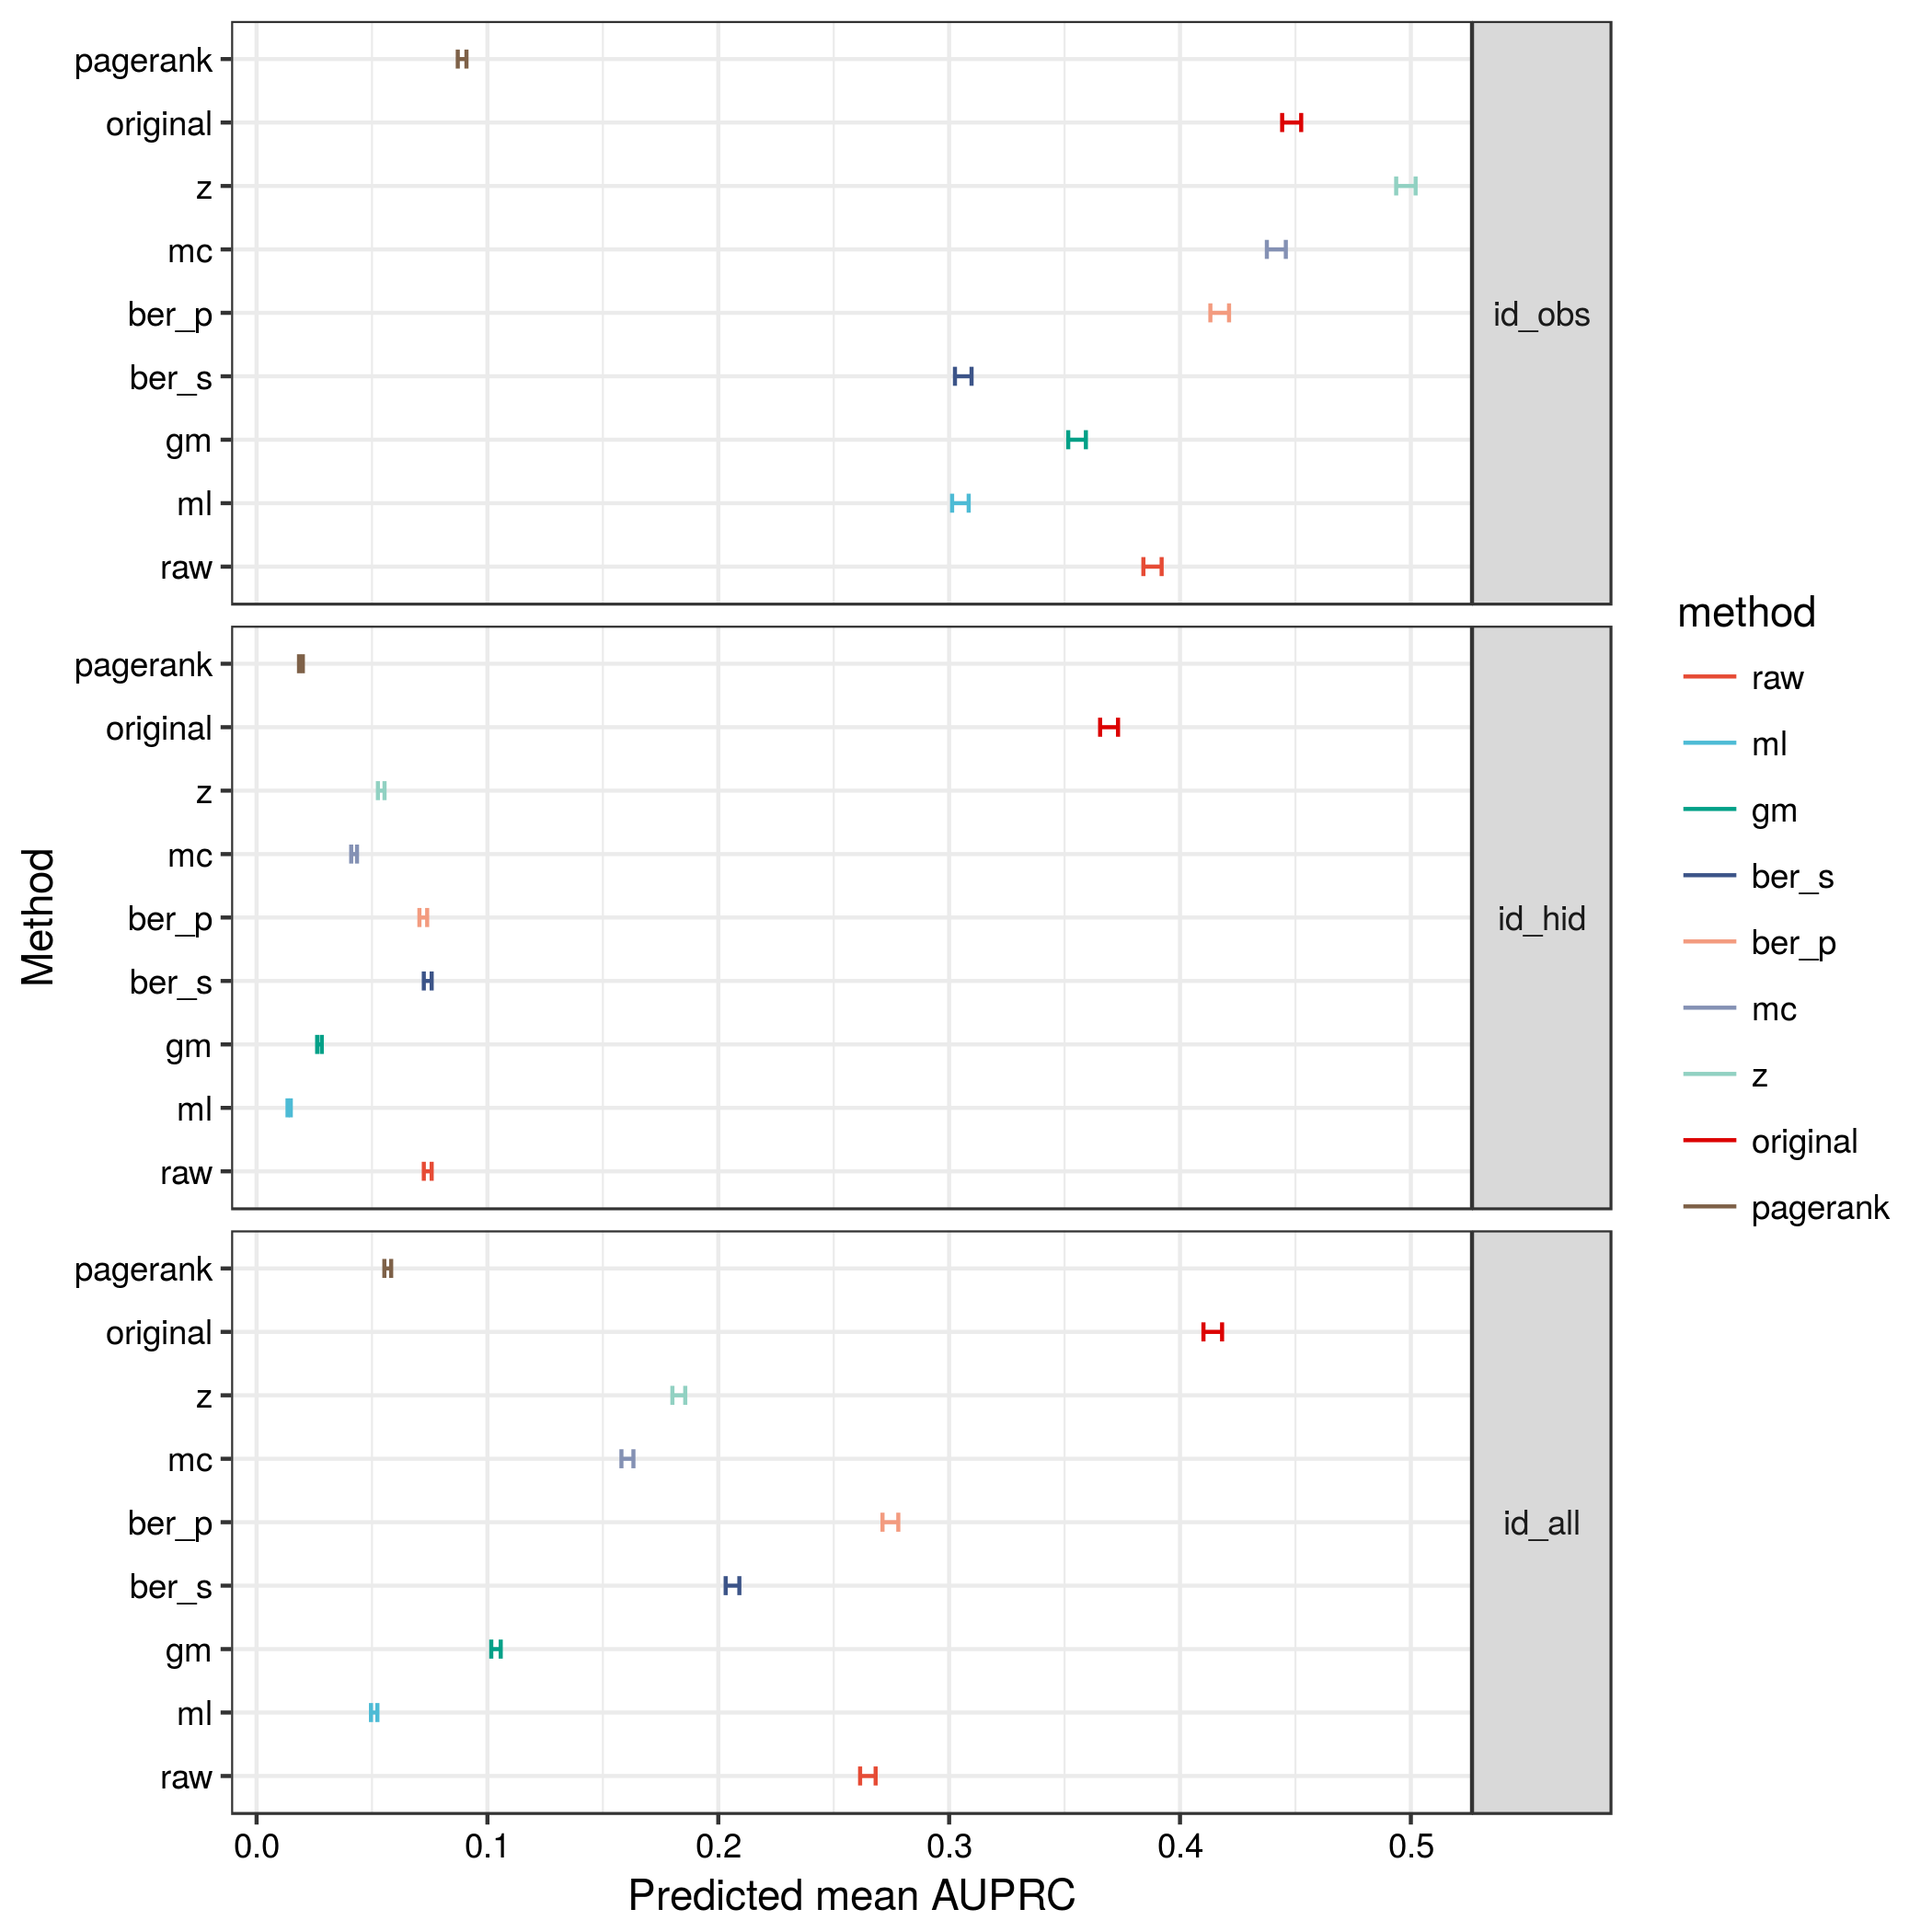 pagerank
original
z
mc
ber_p
ber_s
gm
ml
raw
id_obs
pagerank
original
z
mc
ber_p
ber_s
gm
ml
raw
id_hid
pagerank
original
z
mc
ber_p
ber_s
gm
ml
raw
id_all
0.0 0.1 0.2 0.3 0.4 0.5
Predicted mean AUPRC
Method
method
raw
ml
gm
ber_s
ber_p
mc
z
original
pagerank